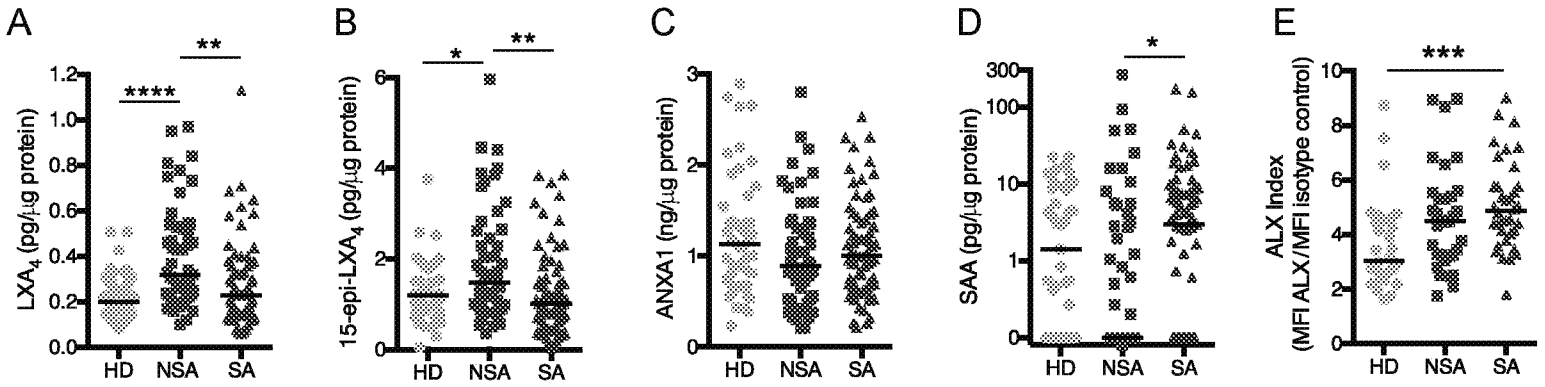 A
LXA4 (pg/µg protein)
1.2
1.0
0.8
0.6
0.4
0.2
0.0
****
**
HD NSA SA
B
15-epi-LXA4 (pg/µg protein)
6
4
2
0
*
**
HD NSA SA
C
ANXA1 (ng/µg protein)
3
2
1
0
HD NSA SA
D
SAA (pg/µg protein)
300
100
10
1
0
*
HD NSA SA
E
ALX Index
(MFI ALX/MFI isotype control)
10
8
6
4
2
0
***
HD NSA SA